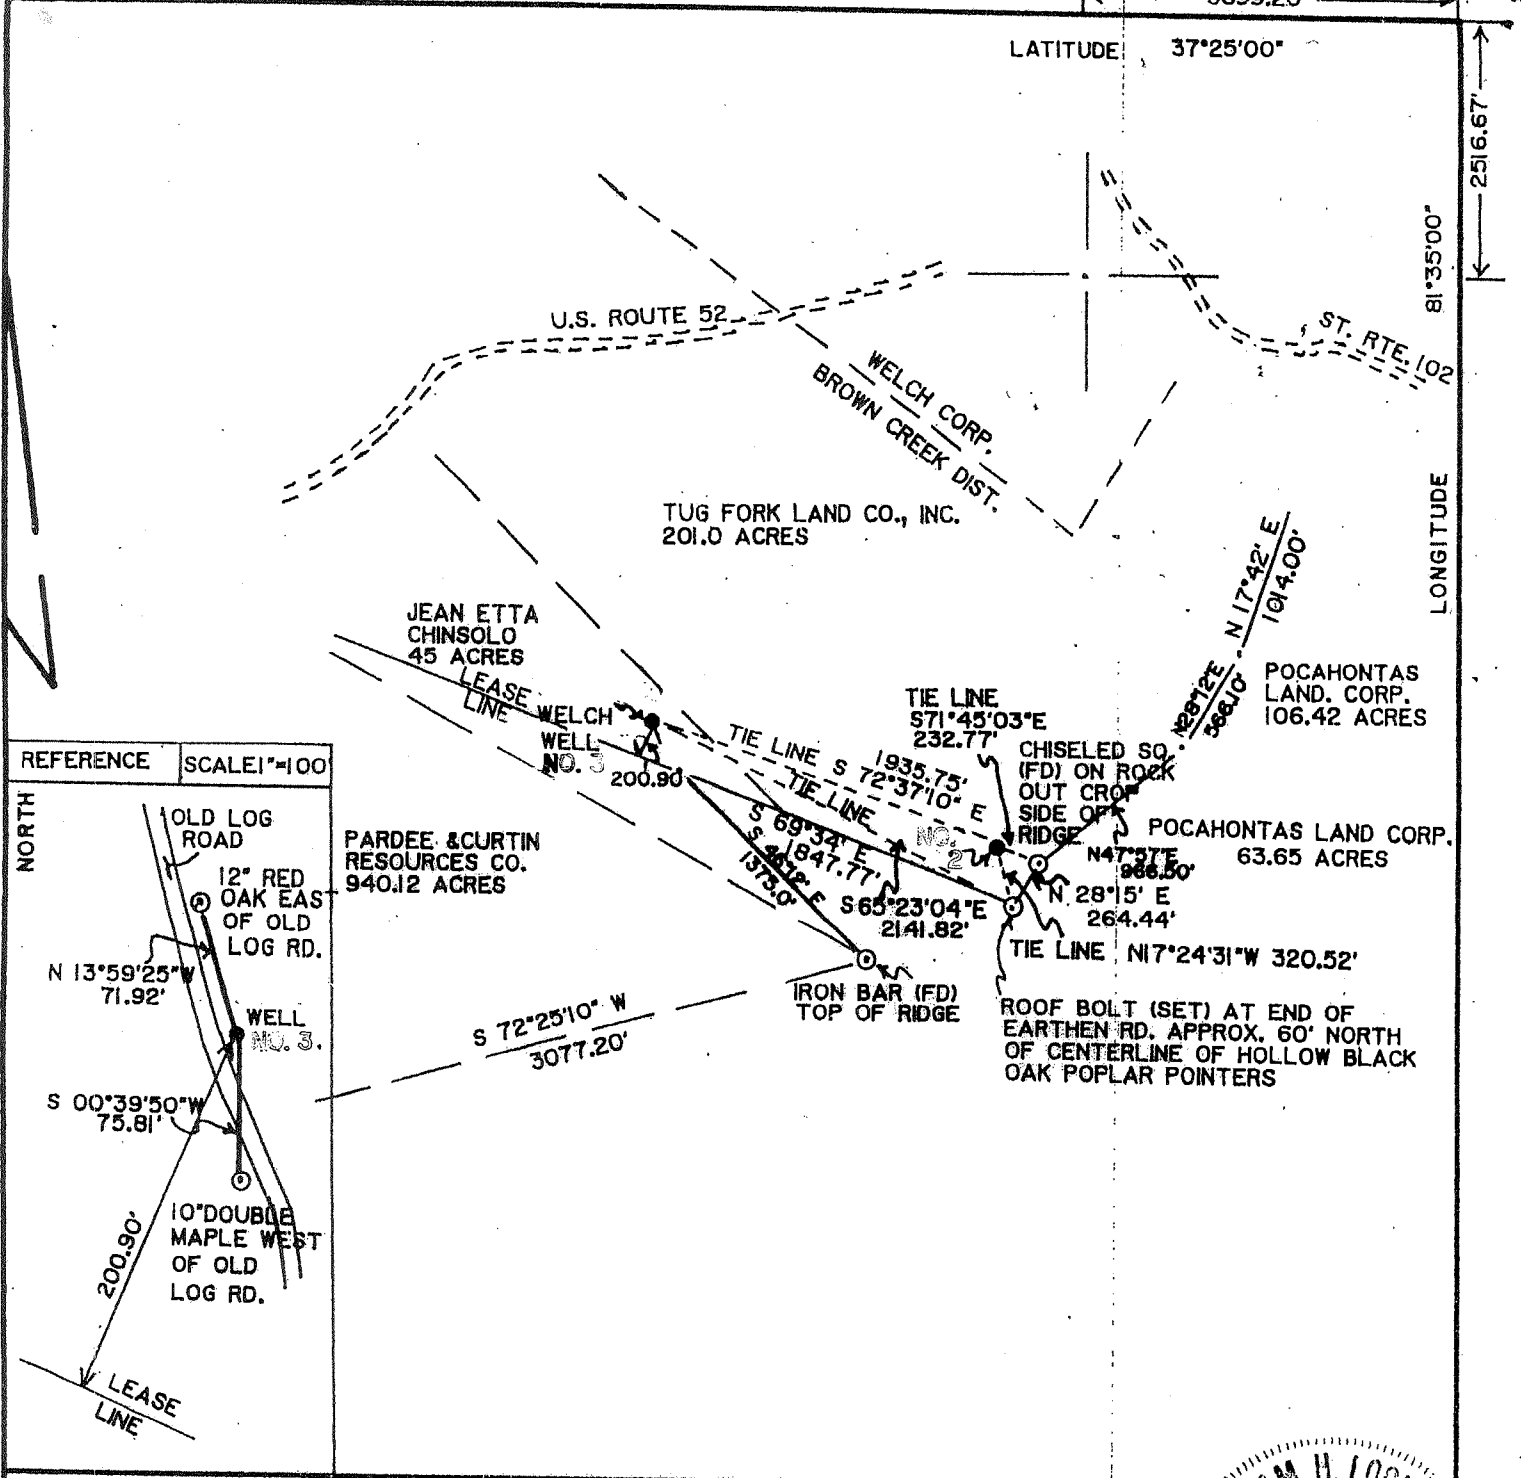 LATITUDE 37°25'00"
2516.67'
81°35'00"
LONGITUDE
U.S. ROUTE 52
ST. RTE. 102
WELCH CORP.
BROWN CREEK DIST.
TUG FORK LAND CO., INC.
201.0 ACRES
N 17°42' E
1014.00'
N28°12'E
566.10'
JEAN ETTA
CHINSOLO
45 ACRES
LEASE
LINE
WELCH
WELL
NO. 3
200.90'
POCAHONTAS
LAND. CORP.
106.42 ACRES
TIE LINE
S71°45'03"E
232.77'
TIE LINE S 72°37'10" E
1935.75'
CHISELED SQ.
(FD) ON ROCK
OUT CROP
SIDE OF
RIDGE
TIE LINE
S 69°34' E
1847.77'
S 46°12' E
1375.0'
NO.
2
POCAHONTAS LAND CORP.
63.65 ACRES
N47°57'E
966.50'
N 28°15' E
264.44'
S65°23'04"E
2141.82'
TIE LINE N17°24'31"W 320.52'
IRON BAR (FD)
TOP OF RIDGE
ROOF BOLT (SET) AT END OF
EARTHEN RD. APPROX. 60' NORTH
OF CENTERLINE OF HOLLOW BLACK
OAK POPLAR POINTERS
S 72°25'10" W
3077.20'
PARDEE &CURTIN
RESOURCES CO.
940.12 ACRES
REFERENCE SCALE1"=100
NORTH
OLD LOG
ROAD
12" RED
OAK EAST
OF OLD
LOG RD.
N 13°59'25"W
71.92'
WELL
NO. 3.
S 00°39'50"W
75.81'
10"DOUBLE
MAPLE WEST
OF OLD
LOG RD.
200.90'
LEASE
LINE